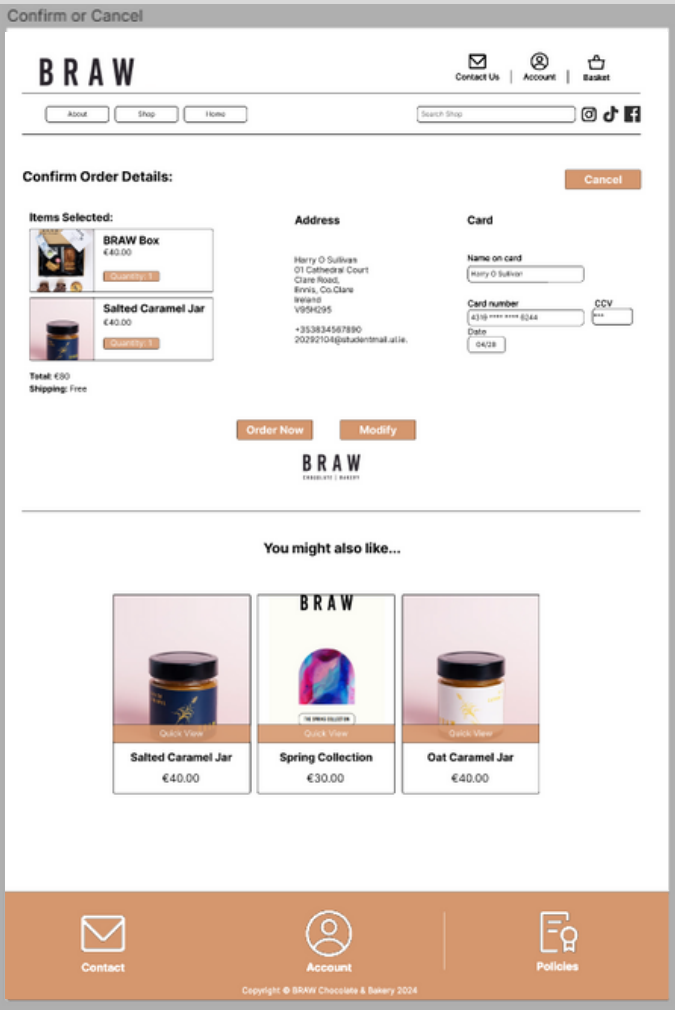 Confirm or Cancel
BRAW
Contact Us
Account
Basket
About
Shop
Home
Search Shop
Confirm Order Details:
Cancel
Items Selected:
BRAW Box
€40.00
Quantity: 1
Salted Caramel Jar
€40.00
Quantity: 1
Total: €80
Shipping: Free
Address
Harry O Sullivan
01 Cathedral Court
Clare Road,
Ennis, Co.Clare
Ireland
V95H295
+353834567890
20292104@studentmail.ul.ie.
Card
Name on card
Harry O Sullivan
Card number
CCV
4319 **** **** 6244
***
Date
04/28
Order Now
Modify
BRAW
CHOCOLATE | BAKERY
You might also like...
BRAW
THE SPRING COLLECTION
Quick View
Quick View
Quick View
Salted Caramel Jar
€40.00
Spring Collection
€30.00
Oat Caramel Jar
€40.00
Contact
Account
Policies
Copyright © BRAW Chocolate & Bakery 2024